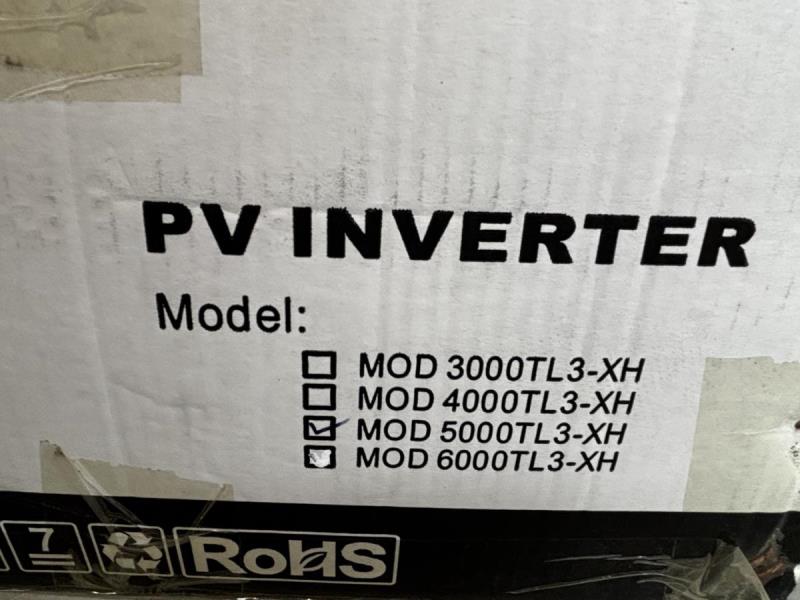 PV INVERTER
Model:
MOD 3000TL3-XH
MOD 4000TL3-XH
MOD 5000TL3-XH
MOD 6000TL3-XH
7
RoHS